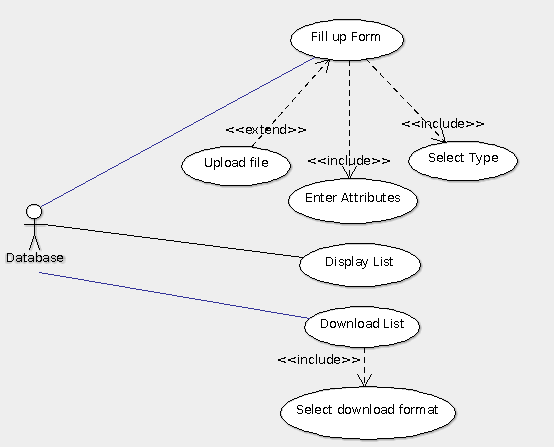 Fill up Form
<<extend>>
<<include>>
Upload file
<<include>>
Select Type
Enter Attributes
Database
Display List
Download List
<<include>>
Select download format